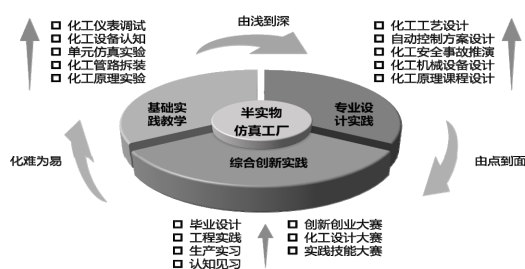 由浅到深
化工仪表调试
化工设备认知
单元仿真实验
化工管路拆装
化工原理实验
化工工艺设计
自动控制方案设计
化工安全事故推演
化工机械设备设计
化工原理课程设计
基础实
践教学
半实物
仿真工厂
专业设
计实践
综合创新实践
化难为易
由点到面
毕业设计
工程实践
生产实习
认知见习
创新创业大赛
化工设计大赛
实践技能大赛